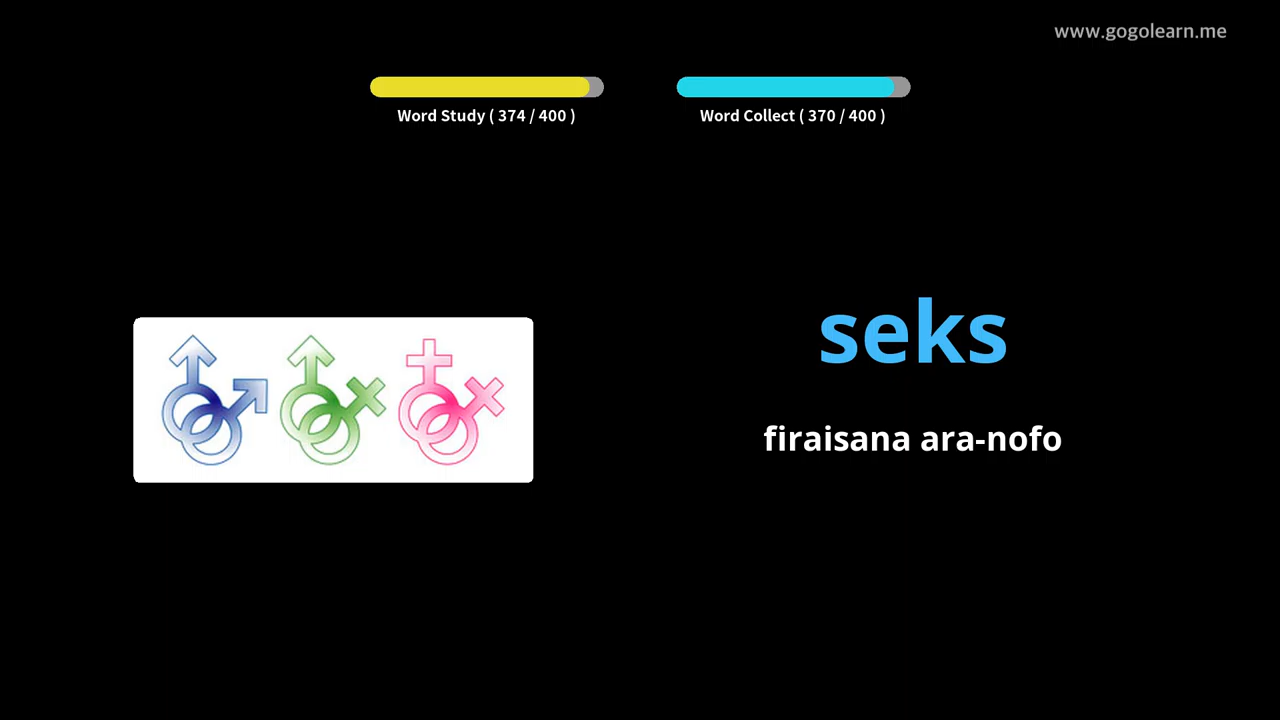 www.gogolearn.me
Word Study ( 374 / 400 )
Word Collect ( 370 / 400 )
seks
firaisana ara-nofo